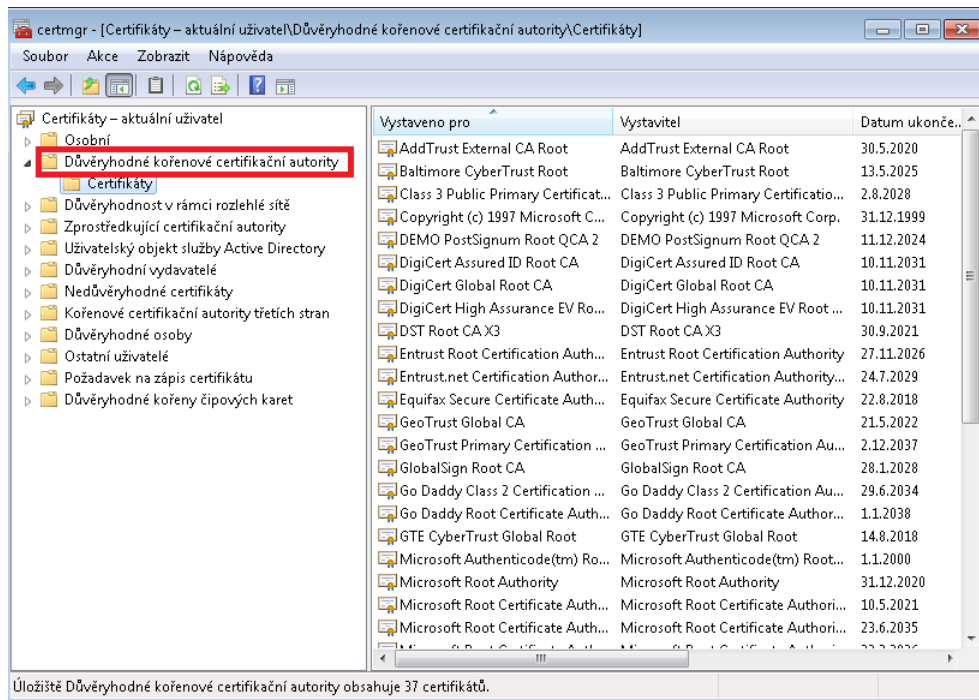 certmgr - [Certifikáty – aktuální uživatel\Důvěryhodné kořenové certifikační autority\Certifikáty]
Soubor Akce Zobrazit Nápověda
Certifikáty – aktuální uživatel
Osobní
Důvěryhodné kořenové certifikační autority
Certifikáty
Důvěryhodnost v rámci rozlehlé sítě
Zprostředkující certifikační autority
Uživatelský objekt služby Active Directory
Důvěryhodní vydavatelé
Nedůvěryhodné certifikáty
Kořenové certifikační autority třetích stran
Důvěryhodné osoby
Ostatní uživatelé
Požadavek na zápis certifikátu
Důvěryhodné kořeny čipových karet
Vystaveno pro Vystavitel Datum ukonče...
AddTrust External CA Root AddTrust External CA Root 30.5.2020
Baltimore CyberTrust Root Baltimore CyberTrust Root 13.5.2025
Class 3 Public Primary Certificat... Class 3 Public Primary Certificatio... 2.8.2028
Copyright (c) 1997 Microsoft C... Copyright (c) 1997 Microsoft Corp. 31.12.1999
DEMO PostSignum Root QCA 2 DEMO PostSignum Root QCA 2 11.12.2024
DigiCert Assured ID Root CA DigiCert Assured ID Root CA 10.11.2031
DigiCert Global Root CA DigiCert Global Root CA 10.11.2031
DigiCert High Assurance EV Ro... DigiCert High Assurance EV Root ... 10.11.2031
DST Root CA X3 DST Root CA X3 30.9.2021
Entrust Root Certification Auth... Entrust Root Certification Authority 27.11.2026
Entrust.net Certification Author... Entrust.net Certification Authority... 24.7.2029
Equifax Secure Certificate Auth... Equifax Secure Certificate Authority 22.8.2018
GeoTrust Global CA GeoTrust Global CA 21.5.2022
GeoTrust Primary Certification ... GeoTrust Primary Certification Au... 2.12.2037
GlobalSign Root CA GlobalSign Root CA 28.1.2028
Go Daddy Class 2 Certification ... Go Daddy Class 2 Certification Au... 29.6.2034
Go Daddy Root Certificate Auth... Go Daddy Root Certificate Author... 1.1.2038
GTE CyberTrust Global Root GTE CyberTrust Global Root 14.8.2018
Microsoft Authenticode(tm) Ro... Microsoft Authenticode(tm) Root... 1.1.2000
Microsoft Root Authority Microsoft Root Authority 31.12.2020
Microsoft Root Certificate Auth... Microsoft Root Certificate Authori... 10.5.2021
Microsoft Root Certificate Auth... Microsoft Root Certificate Authori... 23.6.2035
Úložiště Důvěryhodné kořenové certifikační autority obsahuje 37 certifikátů.